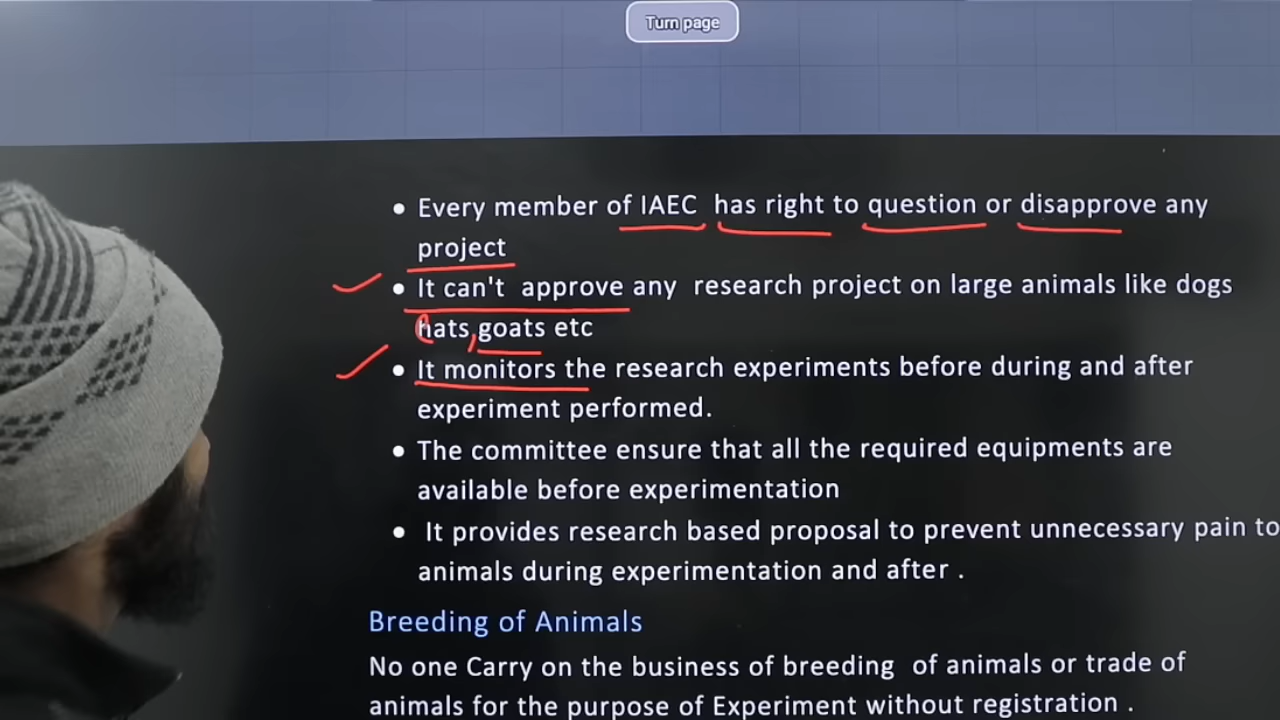 Turn page
• Every member of IAEC has right to question or disapprove any
project
• It can't approve any research project on large animals like dogs
hats,goats etc
• It monitors the research experiments before during and after
experiment performed.
• The committee ensure that all the required equipments are
available before experimentation
• It provides research based proposal to prevent unnecessary pain to
animals during experimentation and after .
Breeding of Animals
No one Carry on the business of breeding of animals or trade of
animals for the purpose of Experiment without registration .